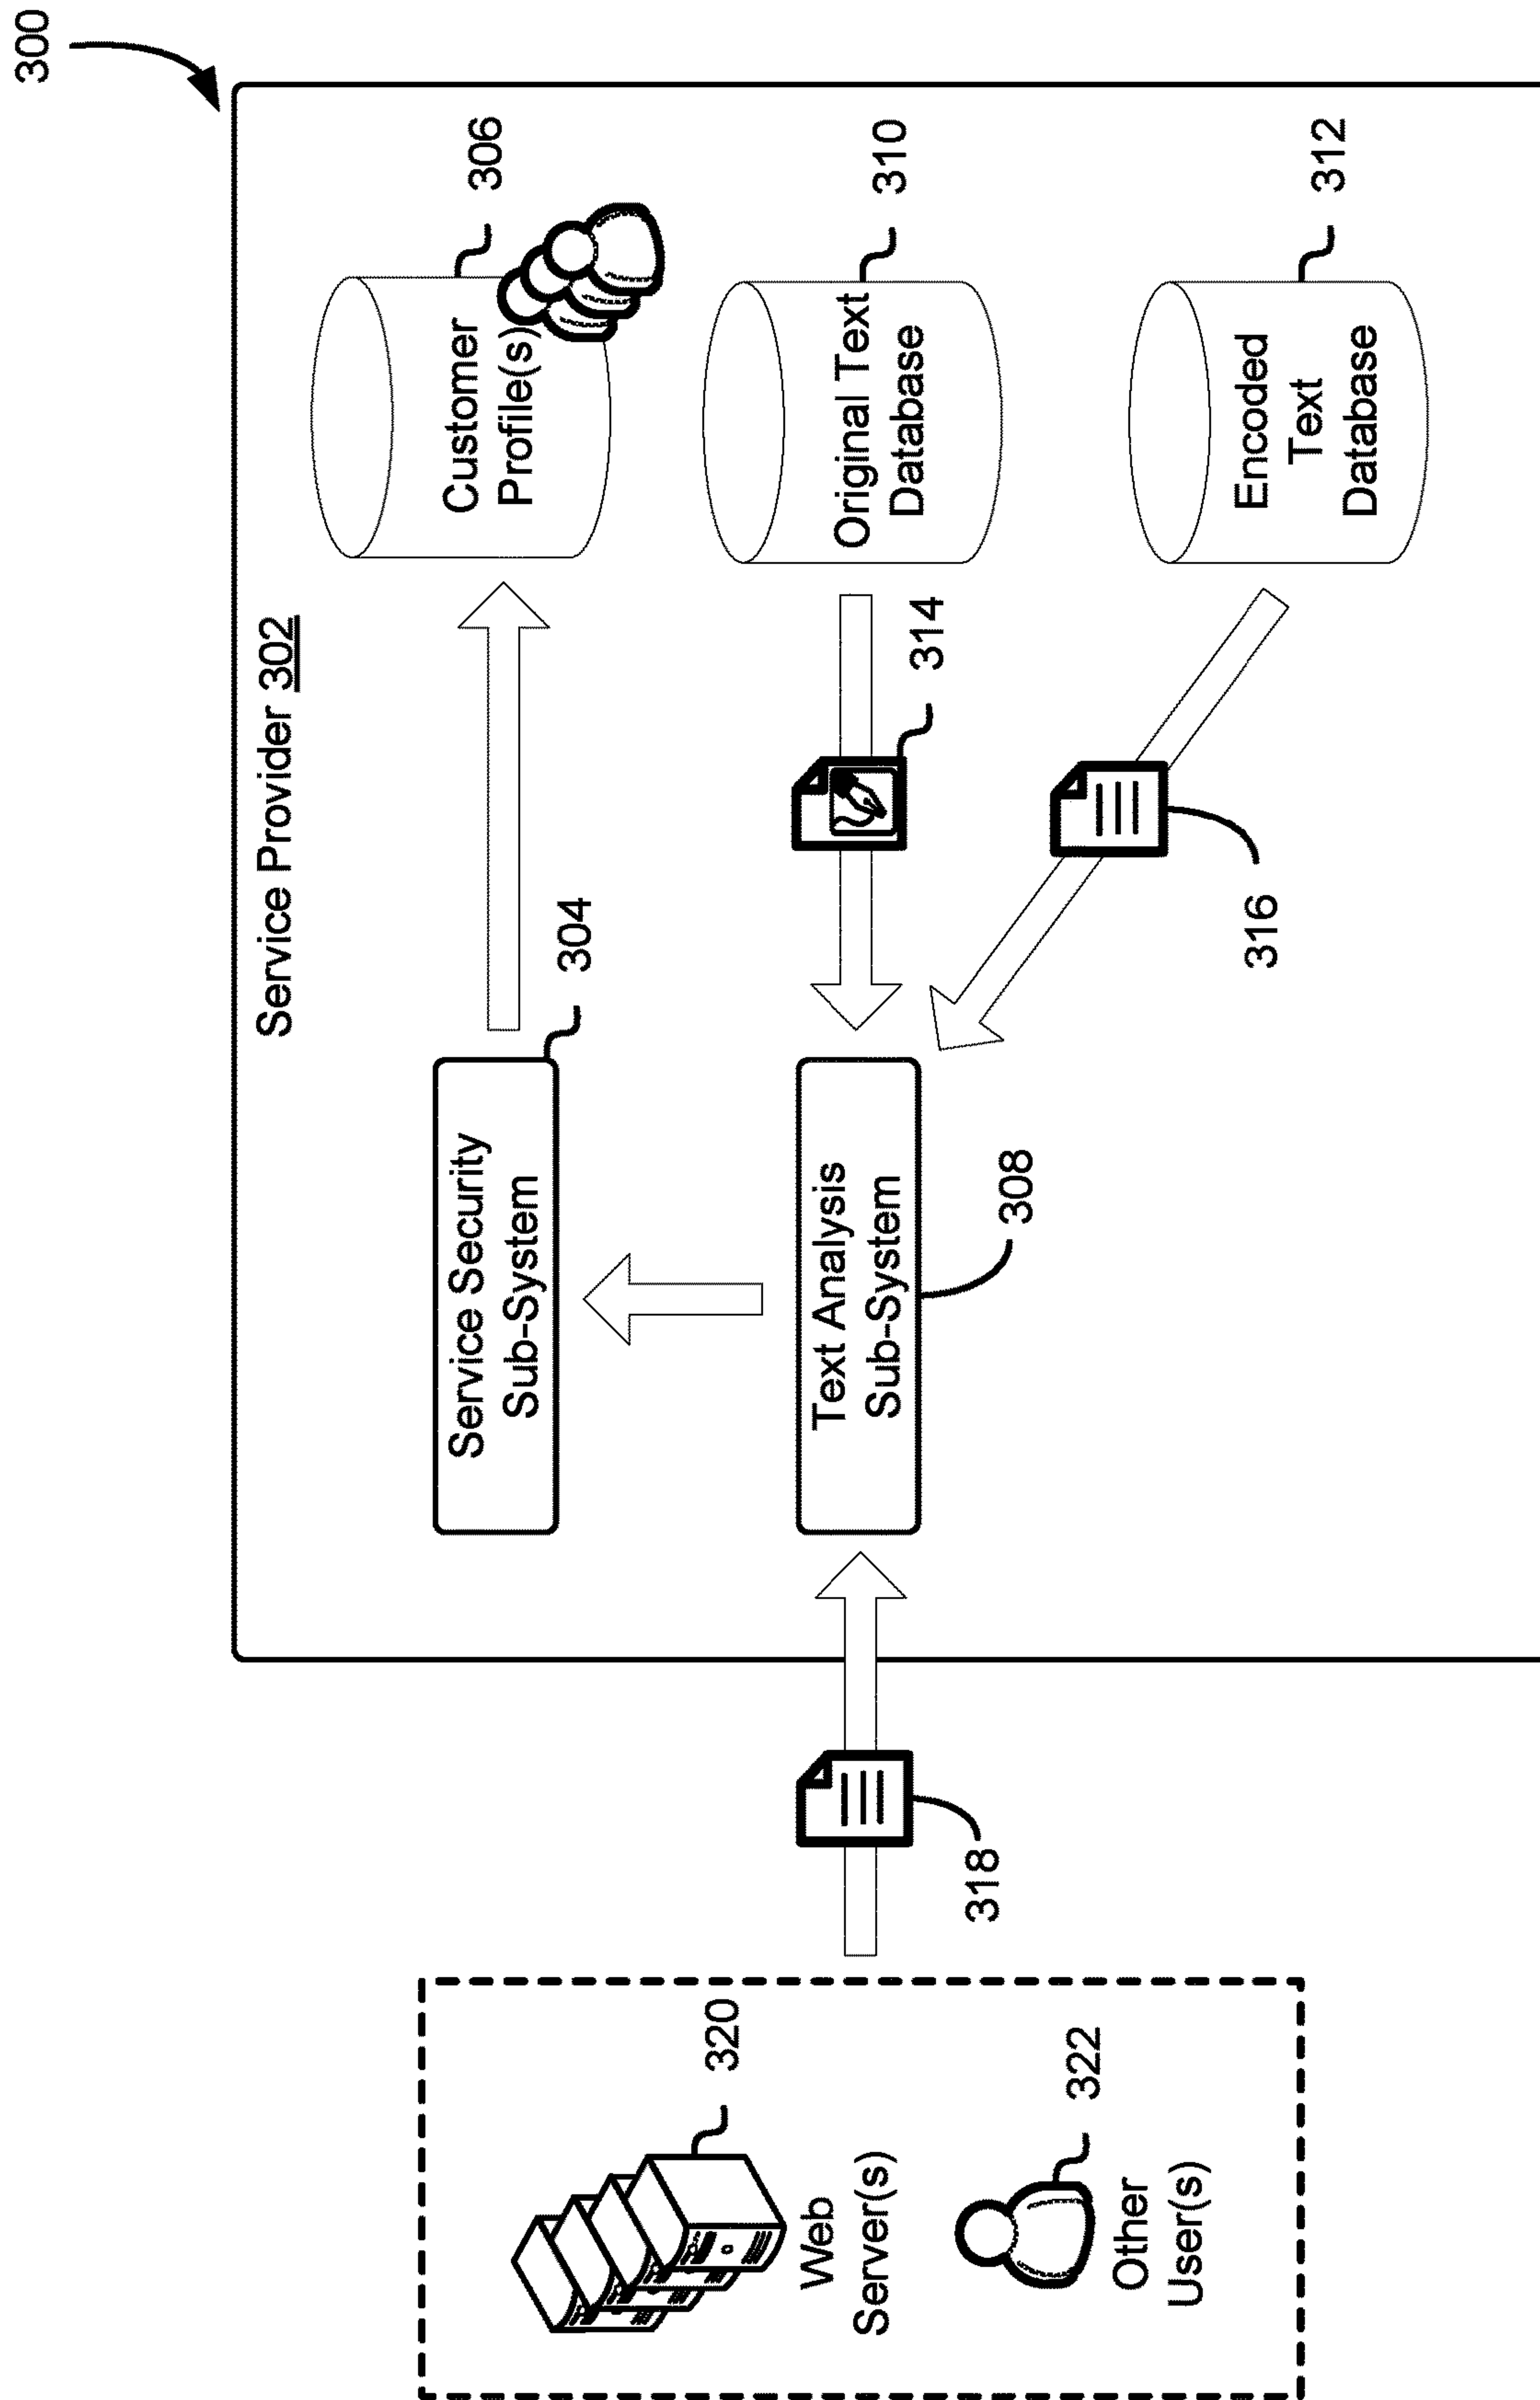 300
Service Provider 302
Service Security
Sub-System
304
Customer
Profile(s)
306
Text Analysis
Sub-System
308
Original Text
Database
310
314
Encoded
Text
Database
312
316
318
320
Web
Server(s)
322
Other
User(s)